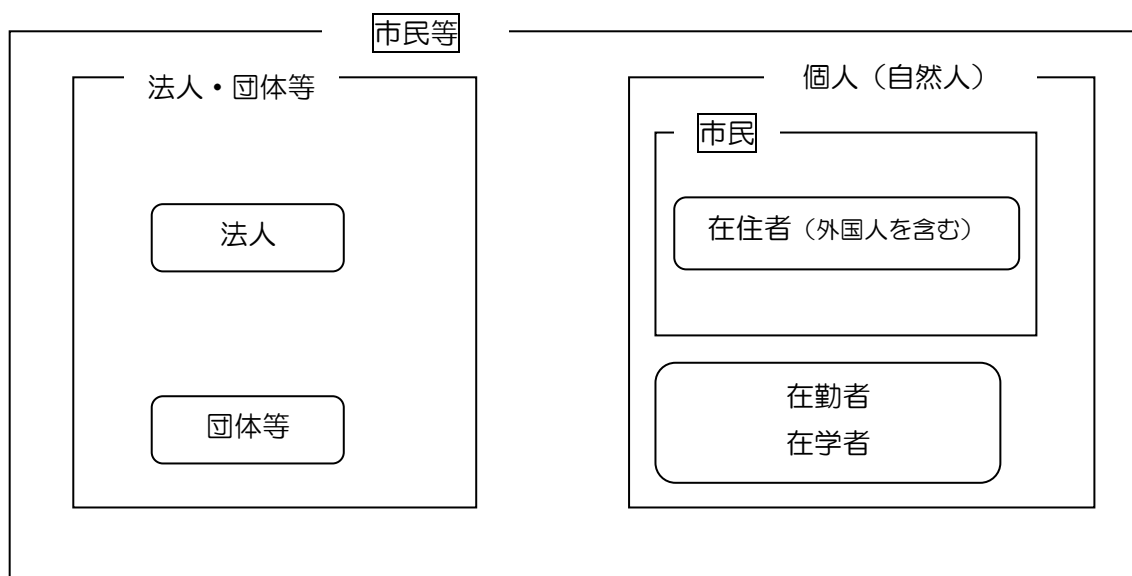 市民等
法人・団体等
法人
団体等
個人（自然人）
市民
在住者（外国人を含む）
在勤者
在学者